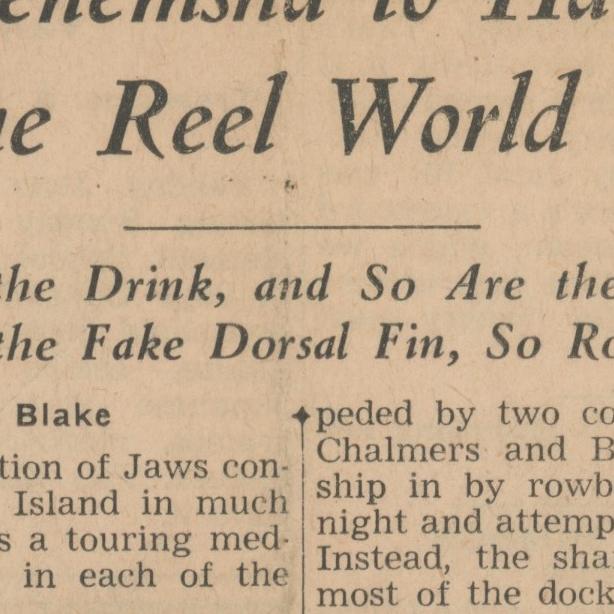 to
e Reel World
the Drink, and So Are the
the Fake Dorsal Fin, So Ro
Blake
tion of Jaws con-
Island in much
s a touring med-
in each of the
peded by two co
Chalmers and B
ship in by rowb
night and attemp
Instead, the sha
most of the dock